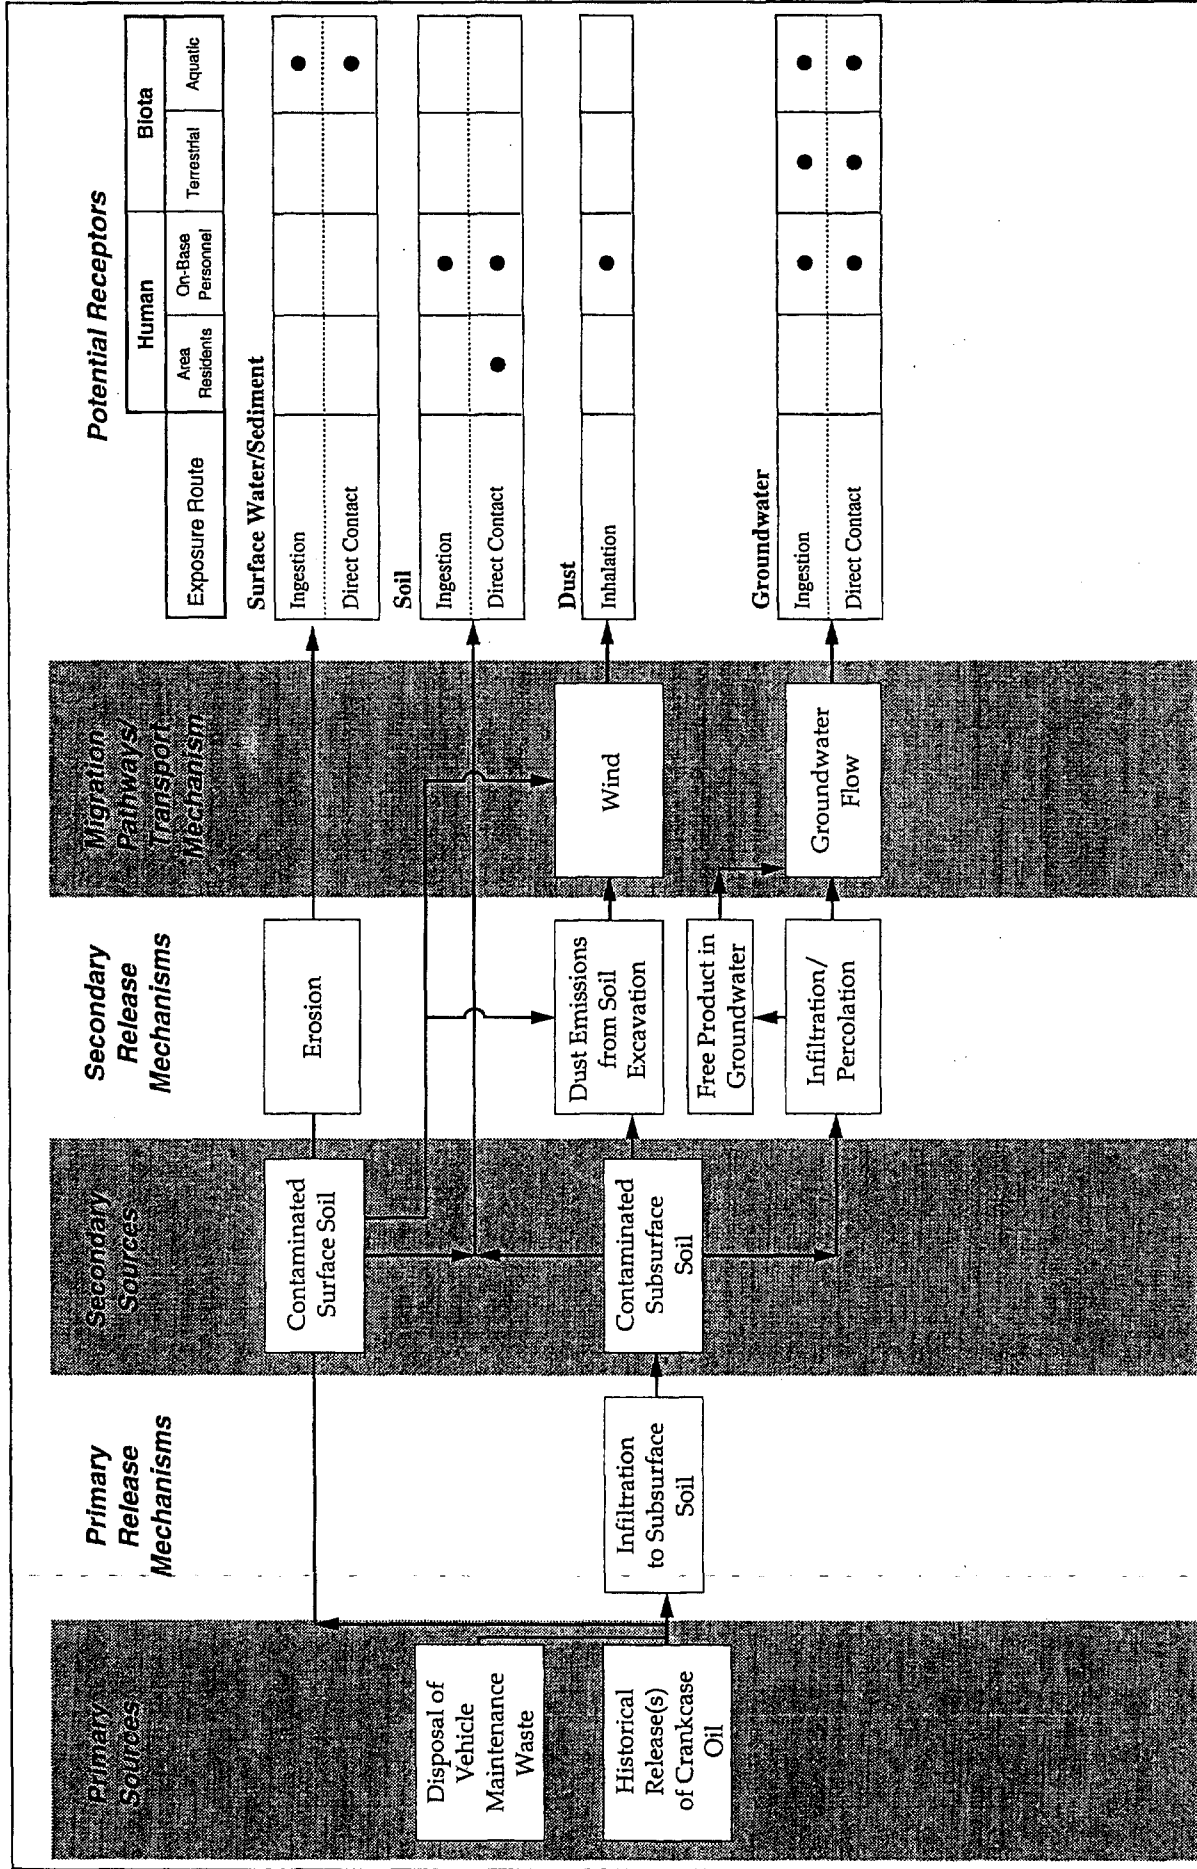 Primary
Sources
Primary
Release
Mechanisms
Secondary
Sources
Secondary
Release
Mechanisms
Migration
Pathways/
Transport
Mechanism
Potential Receptors
Human
Biota
Exposure Route
Area
Residents
On-Base
Personnel
Terrestrial
Aquatic
Disposal of
Vehicle
Maintenance
Waste
Historical
Release(s)
of Crankcase
Oil
Infiltration
to Subsurface
Soil
Contaminated
Surface Soil
Contaminated
Subsurface
Soil
Erosion
Dust Emissions
from Soil
Excavation
Free Product in
Groundwater
Infiltration/
Percolation
Wind
Groundwater
Flow
Surface Water/Sediment
Ingestion
Direct Contact
Soil
Ingestion
Direct Contact
Dust
Inhalation
Groundwater
Ingestion
Direct Contact